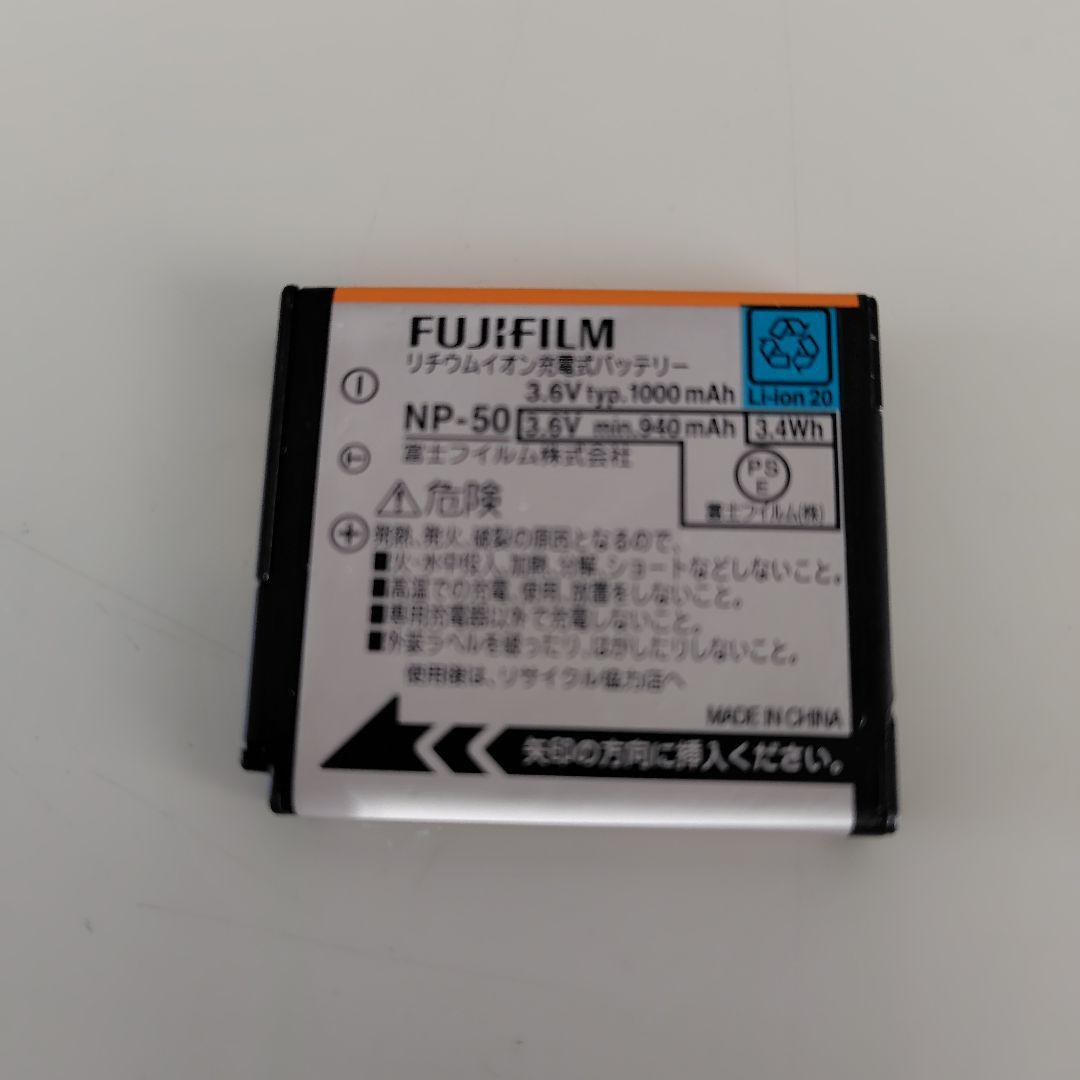 FUJIFILM
リチウムイオン充電式バッテリー
3.6V typ.1000mAh
Li-ion 20
NP-50 3.6V min.940mAh 3.4Wh
富士フイルム株式会社
PS
E
富士フイルム(株)
⚠危険
発熱、発火、破裂の原因となるので、
■火・水中投入、加熱、分解、ショートなどしないこと。
■高温での充電、使用、放置をしないこと。
■専用充電器以外で充電しないこと。
■外装ラベルを破ったり、はがしたりしないこと。
使用後は、リサイクル協力店へ
MADE IN CHINA
矢印の方向に挿入ください。